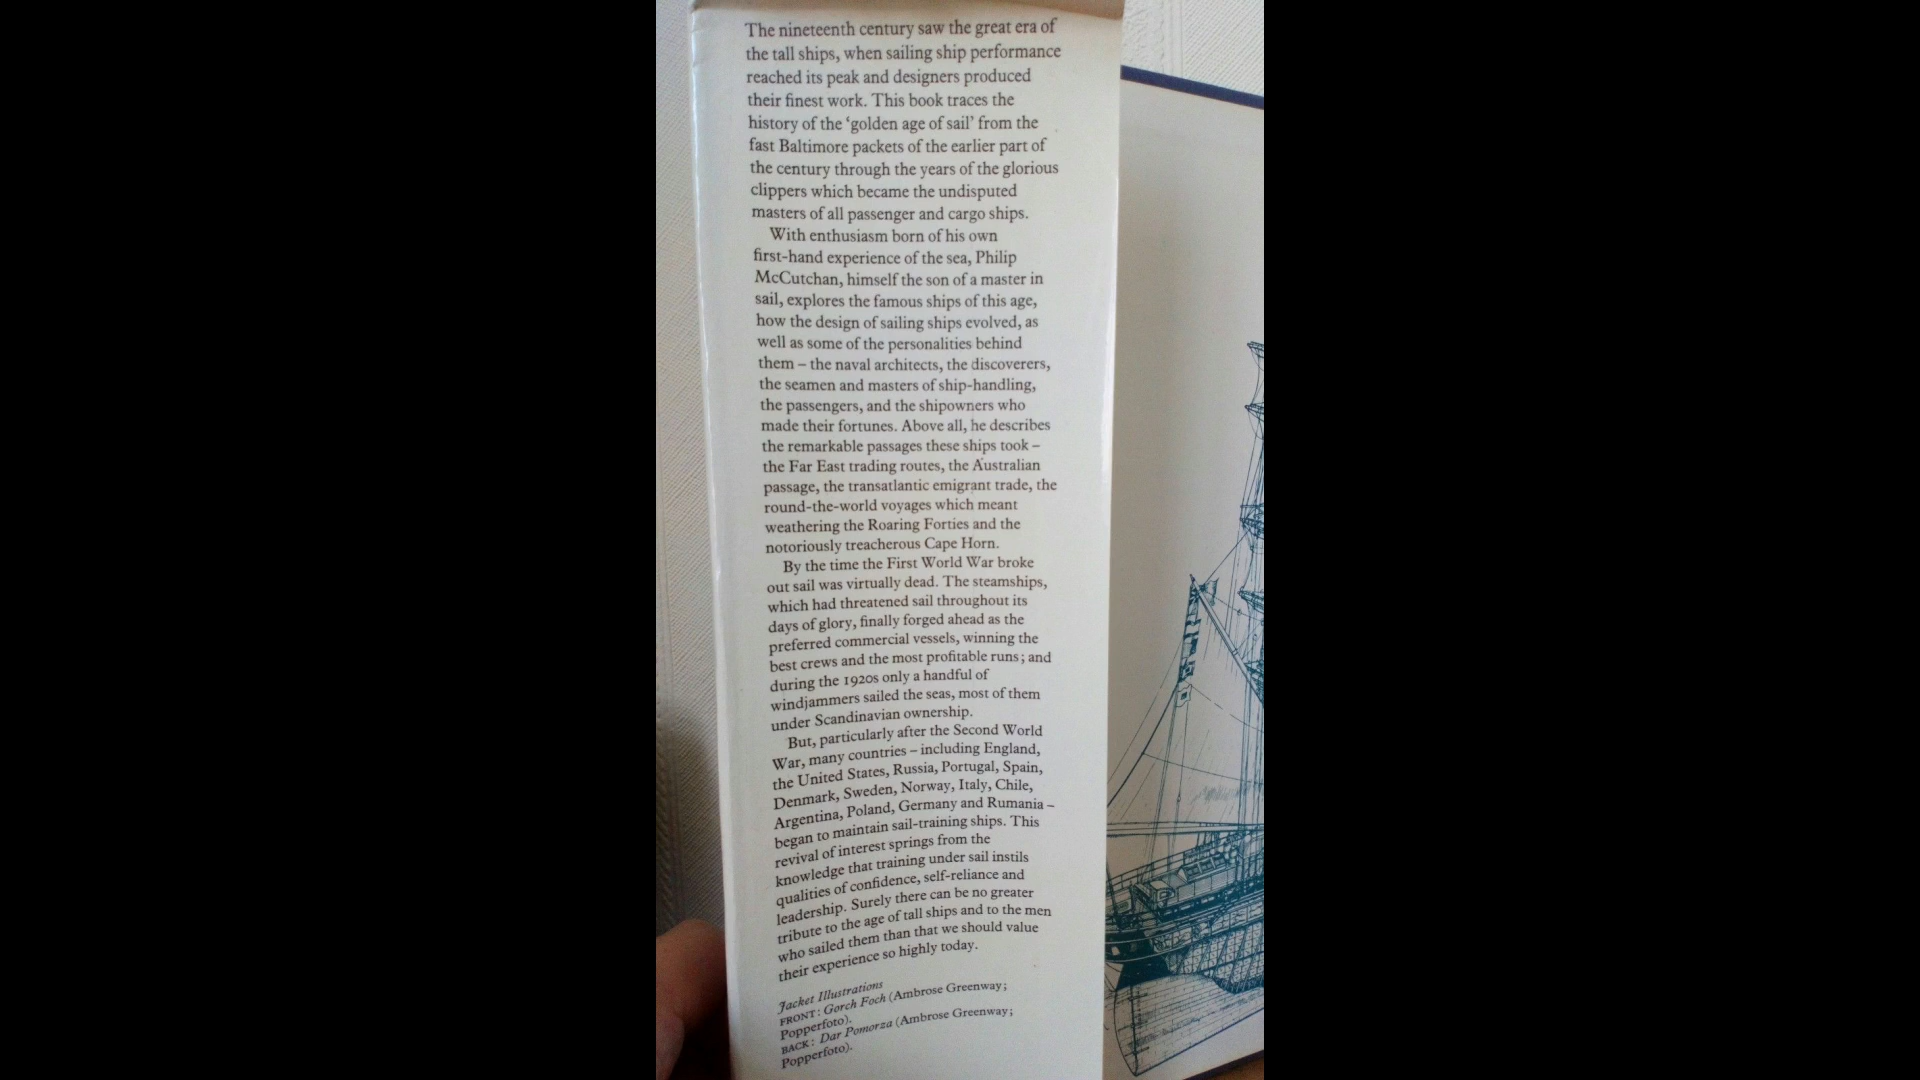 The nineteenth century saw the great era of
the tall ships, when sailing ship performance
reached its peak and designers produced
their finest work. This book traces the
history of the ‘golden age of sail’ from the
fast Baltimore packets of the earlier part of
the century through the years of the glorious
clippers which became the undisputed
masters of all passenger and cargo ships.
With enthusiasm born of his own
first-hand experience of the sea, Philip
McCutchan, himself the son of a master in
sail, explores the famous ships of this age,
how the design of sailing ships evolved, as
well as some of the personalities behind
them – the naval architects, the discoverers,
the seamen and masters of ship-handling,
the passengers, and the shipowners who
made their fortunes. Above all, he describes
the remarkable passages these ships took –
the Far East trading routes, the Australian
passage, the transatlantic emigrant trade, the
round-the-world voyages which meant
weathering the Roaring Forties and the
notoriously treacherous Cape Horn.
By the time the First World War broke
out sail was virtually dead. The steamships,
which had threatened sail throughout its
days of glory, finally forged ahead as the
preferred commercial vessels, winning the
best crews and the most profitable runs; and
during the 1920s only a handful of
windjammers sailed the seas, most of them
under Scandinavian ownership.
But, particularly after the Second World
War, many countries – including England,
the United States, Russia, Portugal, Spain,
Denmark, Sweden, Norway, Italy, Chile,
Argentina, Poland, Germany and Rumania –
began to maintain sail-training ships. This
revival of interest springs from the
knowledge that training under sail instils
qualities of confidence, self-reliance and
leadership. Surely there can be no greater
tribute to the age of tall ships and to the men
who sailed them than that we should value
their experience so highly today.
Jacket Illustrations
FRONT: Gorch Foch (Ambrose Greenway;
Popperfoto).
BACK: Dar Pomorza (Ambrose Greenway;
Popperfoto).